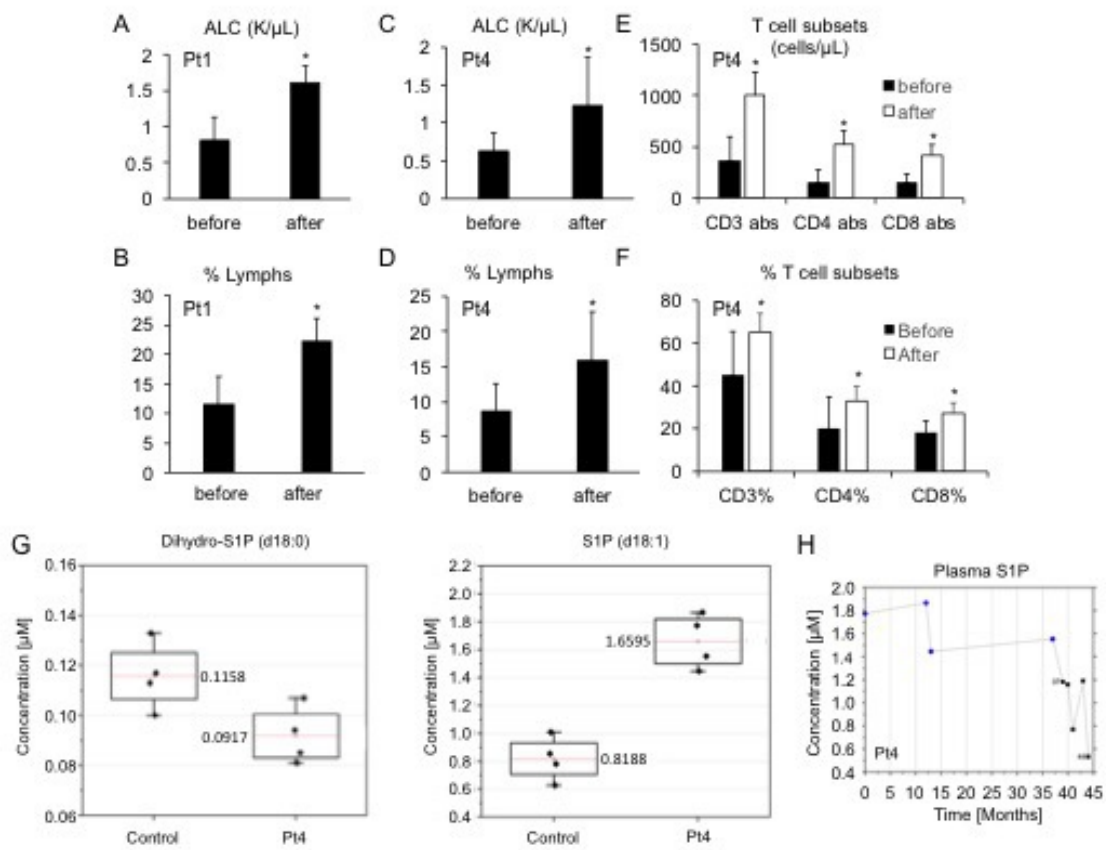 A
ALC (K/µL)
Pt1
2
1.5
1
0.5
0
*
before after
C
ALC (K/µL)
Pt4
2
1.5
1
0.5
0
*
before after
E
T cell subsets
(cells/µL)
Pt4
1500
1000
500
0
* * *
before
after
CD3 abs CD4 abs CD8 abs
B
% Lymphs
Pt1
30
25
20
15
10
5
0
*
before after
D
% Lymphs
Pt4
25
20
15
10
5
0
*
before after
F
% T cell subsets
Pt4
80
60
40
20
0
* * *
Before
After
CD3% CD4% CD8%
G
Dihydro-S1P (d18:0)
Concentration [µM]
0.16
0.14
0.12
0.10
0.08
0.06
0.1158
0.0917
Control Pt4
S1P (d18:1)
Concentration [µM]
2.2
2.0
1.8
1.6
1.4
1.2
1.0
0.8
0.6
0.4
1.6595
0.8188
Control Pt4
H
Plasma S1P
Concentration [µM]
2.0
1.8
1.6
1.4
1.2
1.0
0.8
0.6
0.4
Pt4
0 5 10 15 20 25 30 35 40 45
Time [Months]